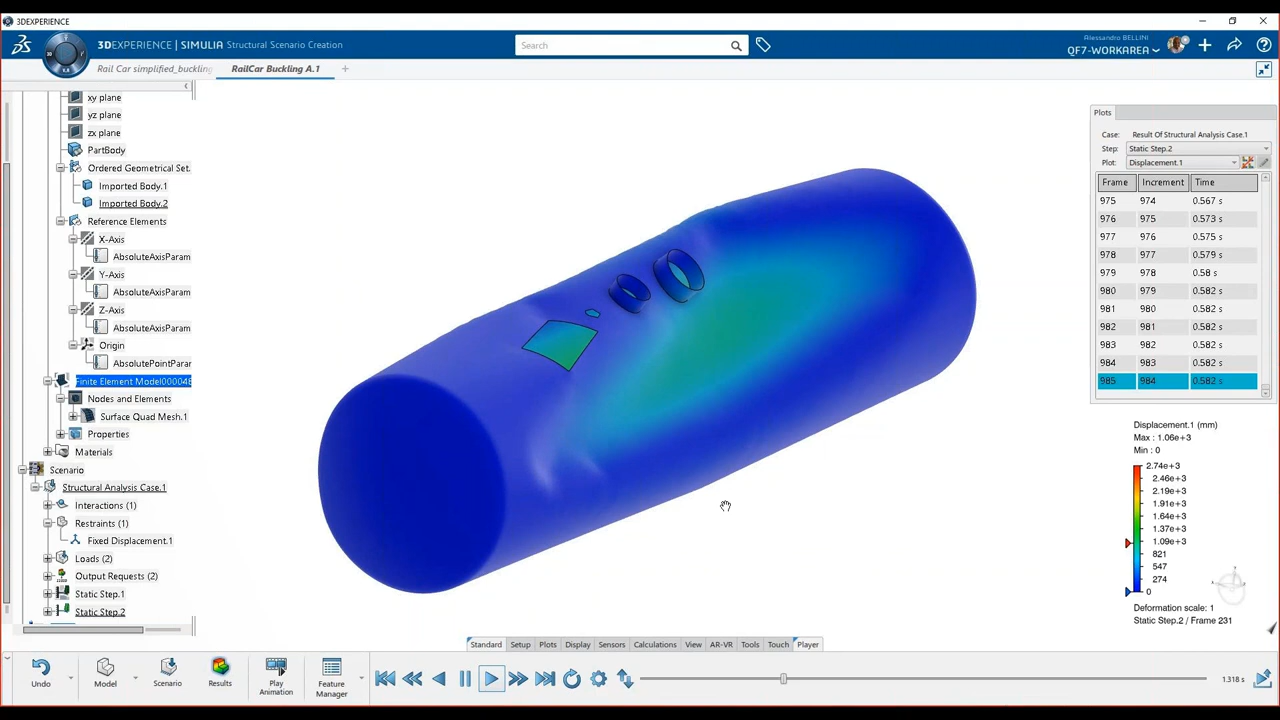 3DEXPERIENCE
3DEXPERIENCE | SIMULIA Structural Scenario Creation
Search
Alessandro BELLINI
QF7-WORKAREA
Rail Car simplified_buckling
RailCar Buckling A.1
+
xy plane
yz plane
zx plane
PartBody
Ordered Geometrical Set.
Imported Body.1
Imported Body.2
Reference Elements
X-Axis
AbsoluteAxisParam
Y-Axis
AbsoluteAxisParam
Z-Axis
AbsoluteAxisParam
Origin
AbsolutePointParar
Finite Element Model000048
Nodes and Elements
Surface Quad Mesh.1
Properties
Materials
Scenario
Structural Analysis Case.1
Interactions (1)
Restraints (1)
Fixed Displacement.1
Loads (2)
Output Requests (2)
Static Step.1
Static Step.2
Plots
Case: Result Of Structural Analysis Case.1
Step: Static Step.2
Plot: Displacement.1
Frame Increment Time
975 974 0.567 s
976 975 0.573 s
977 976 0.575 s
978 977 0.579 s
979 978 0.58 s
980 979 0.582 s
981 980 0.582 s
982 981 0.582 s
983 982 0.582 s
984 983 0.582 s
985 984 0.582 s
Displacement.1 (mm)
Max : 1.06e+3
Min : 0
2.74e+3
2.46e+3
2.19e+3
1.91e+3
1.64e+3
1.37e+3
1.09e+3
821
547
274
0
Deformation scale: 1
Static Step.2 / Frame 231
Standard Setup Plots Display Sensors Calculations View AR-VR Tools Touch Player
Undo
Model
Scenario
Results
Play
Animation
Feature
Manager
1.318 s